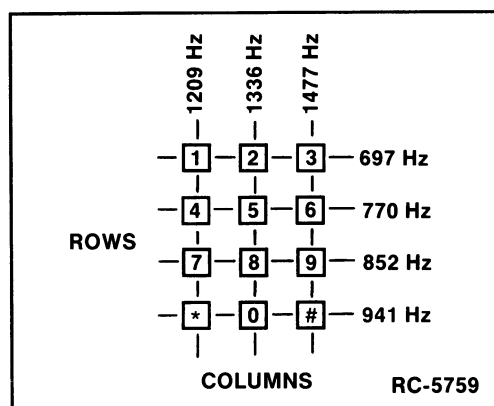 1209 Hz
1336 Hz
1477 Hz
1 2 3 697 Hz
4 5 6 770 Hz
ROWS
7 8 9 852 Hz
* 0 # 941 Hz
COLUMNS
RC-5759